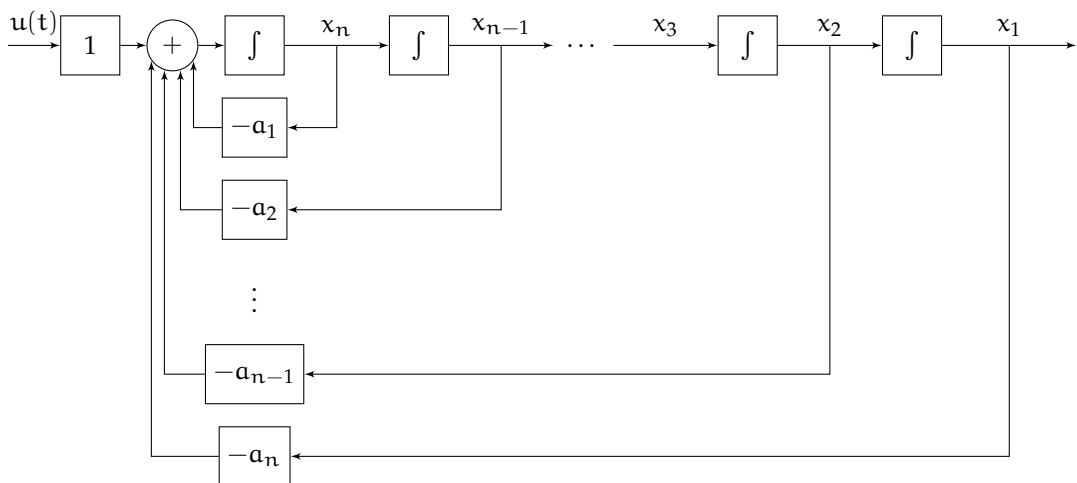 u(t) 1 + ∫ xₙ ∫ xₙ₋₁ ⋯ x₃ ∫ x₂ ∫ x₁
−a₁
−a₂
⋮
−aₙ₋₁
−aₙ